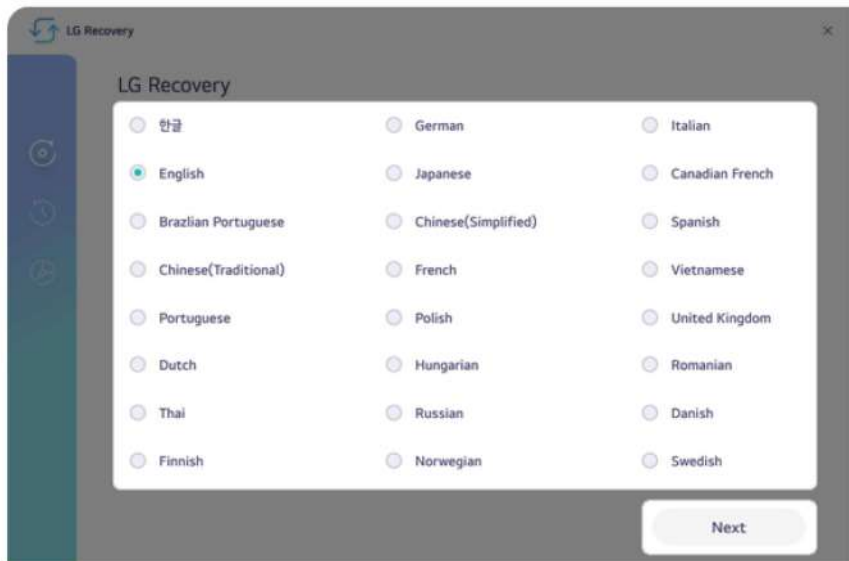 LG Recovery
LG Recovery
한글 German Italian
English Japanese Canadian French
Brazlian Portuguese Chinese(Simplified) Spanish
Chinese(Traditional) French Vietnamese
Portuguese Polish United Kingdom
Dutch Hungarian Romanian
Thai Russian Danish
Finnish Norwegian Swedish
Next